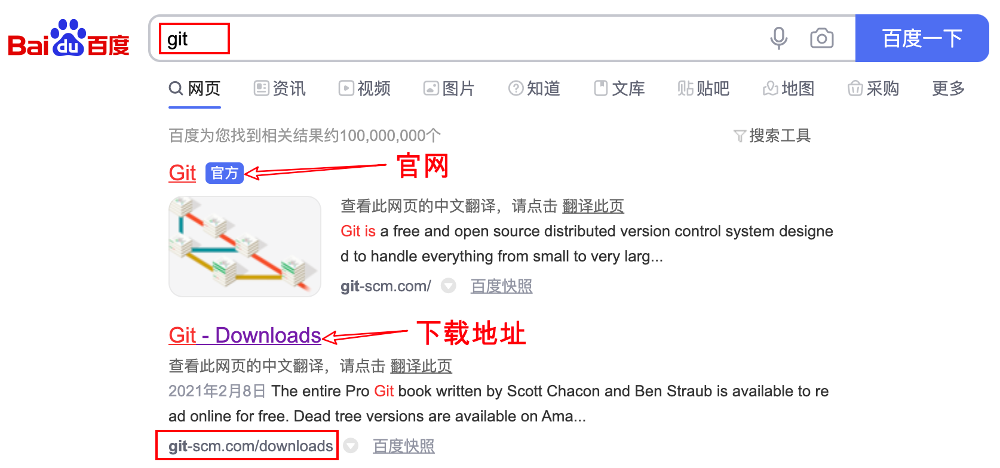 Bai du 百度
git
百度一下
网页 资讯 视频 图片 知道 文库 贴 贴吧 地图 采购 更多
百度为您找到相关结果约100,000,000个 搜索工具
Git 官方 官网
查看此网页的中文翻译，请点击 翻译此页
Git is a free and open source distributed version control system designe
d to handle everything from small to very larg...
git-scm.com/ 百度快照
Git - Downloads 下载地址
查看此网页的中文翻译，请点击 翻译此页
2021年2月8日 The entire Pro Git book written by Scott Chacon and Ben Straub is available to re
ad online for free. Dead tree versions are available on Ama...
git-scm.com/downloads 百度快照